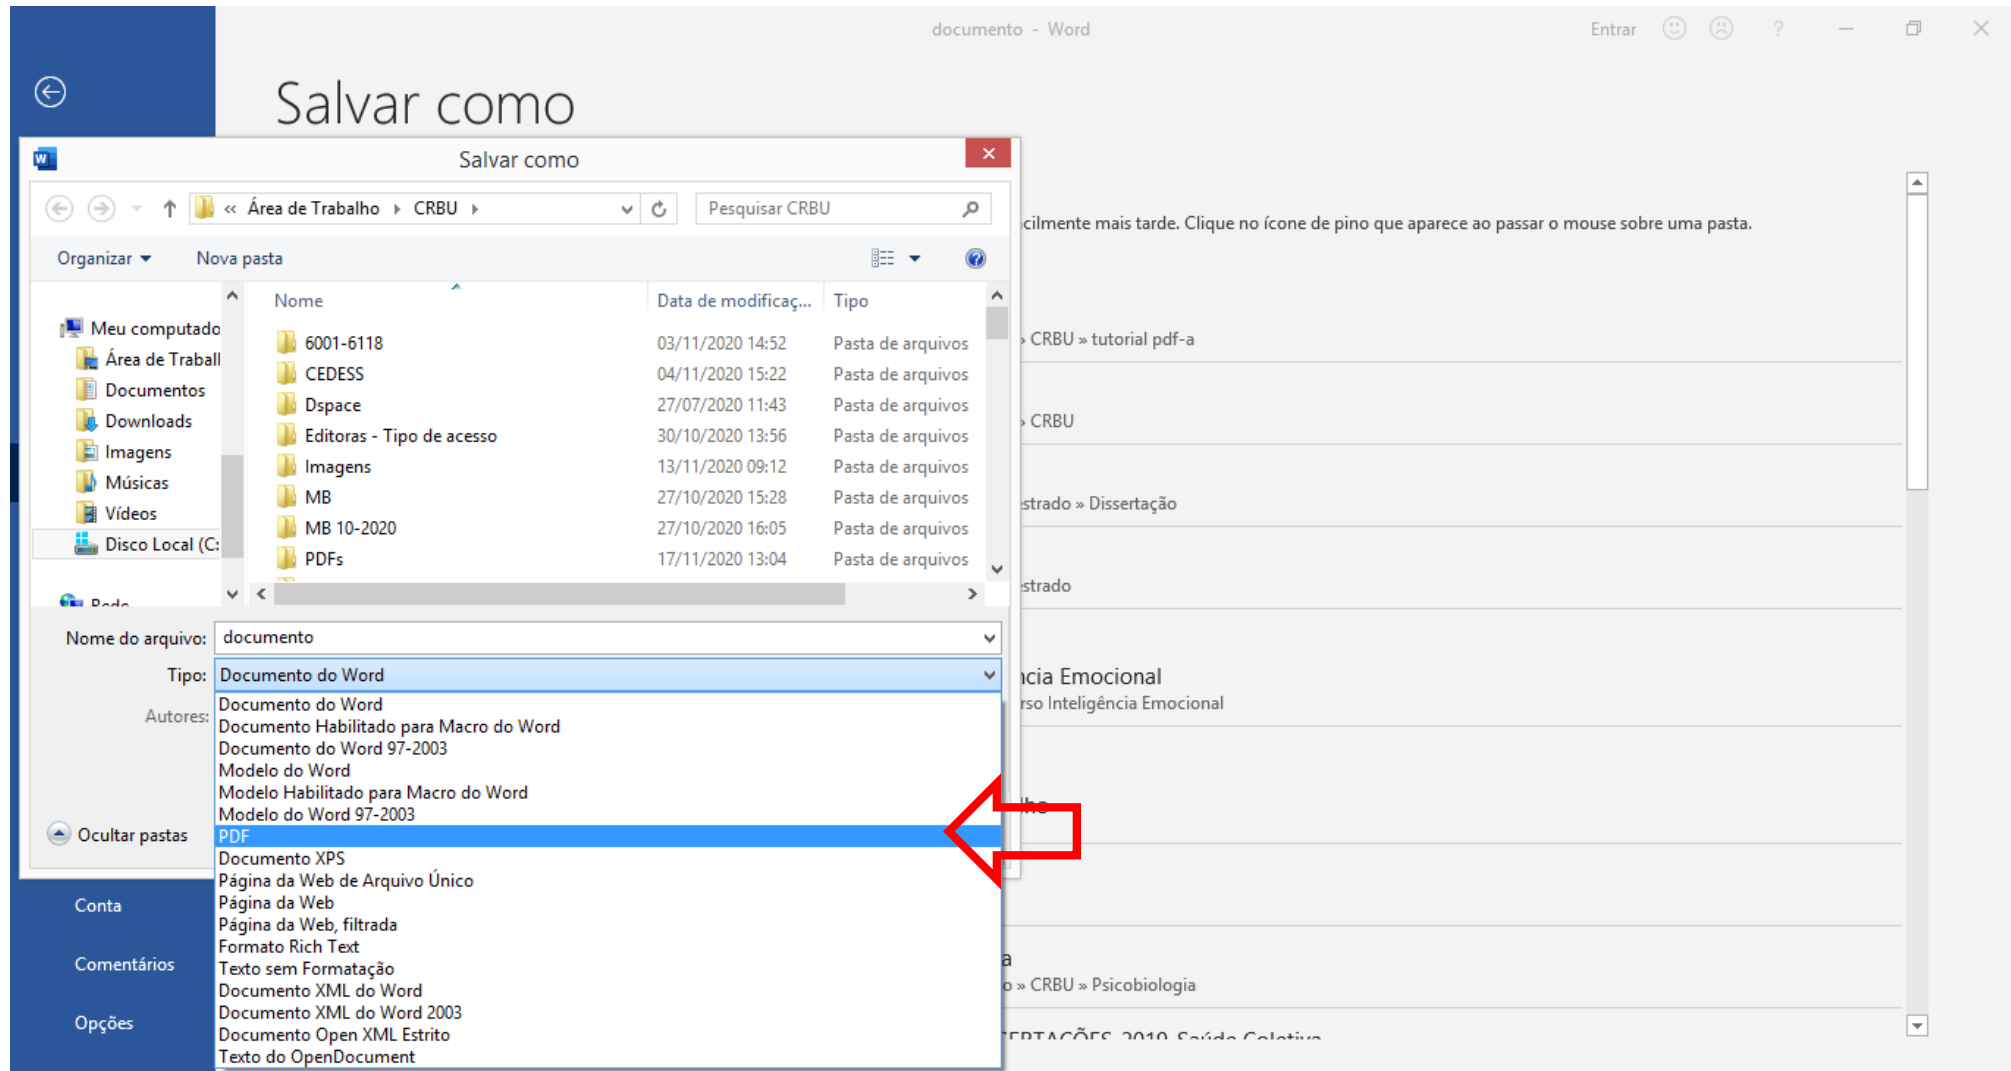 documento - Word
Entrar
?
Salvar como
Salvar como
« Área de Trabalho CRBU
Pesquisar CRBU
cilmente mais tarde. Clique no ícone de pino que aparece ao passar o mouse sobre uma pasta.
Organizar
Nova pasta
Nome
Data de modificaç...
Tipo
Meu computado
Área de Traball
Documentos
Downloads
Imagens
Músicas
Vídeos
Disco Local (C:
6001-6118 03/11/2020 14:52 Pasta de arquivos
CEDESS 04/11/2020 15:22 Pasta de arquivos
Dspace 27/07/2020 11:43 Pasta de arquivos
Editoras - Tipo de acesso 30/10/2020 13:56 Pasta de arquivos
Imagens 13/11/2020 09:12 Pasta de arquivos
MB 27/10/2020 15:28 Pasta de arquivos
MB 10-2020 27/10/2020 16:05 Pasta de arquivos
PDFs 17/11/2020 13:04 Pasta de arquivos
» CRBU » tutorial pdf-a
» CRBU
estrado » Dissertação
estrado
Nome do arquivo: documento
Tipo: Documento do Word
Autores:
Documento do Word
Documento Habilitado para Macro do Word
Documento do Word 97-2003
Modelo do Word
Modelo Habilitado para Macro do Word
Modelo do Word 97-2003
PDF
Documento XPS
Página da Web de Arquivo Único
Página da Web
Página da Web, filtrada
Formato Rich Text
Texto sem Formatação
Documento XML do Word
Documento XML do Word 2003
Documento Open XML Estrito
Texto do OpenDocument
Ocultar pastas
Conta
Comentários
Opções
ncia Emocional
rso Inteligência Emocional
a
o » CRBU » Psicobiologia
2019 Saúde Coletiva